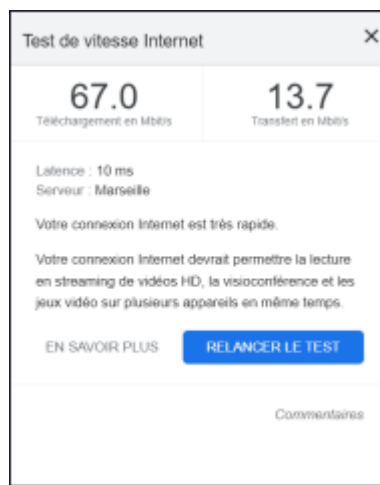 Test de vitesse Internet
67.0
Téléchargement en Mbit/s
13.7
Transfert en Mbit/s
Latence : 10 ms
Serveur : Marseille
Votre connexion Internet est très rapide.
Votre connexion Internet devrait permettre la lecture
en streaming de vidéos HD, la visioconférence et les
jeux vidéo sur plusieurs appareils en même temps.
EN SAVOIR PLUS
RELANCER LE TEST
Commentaires